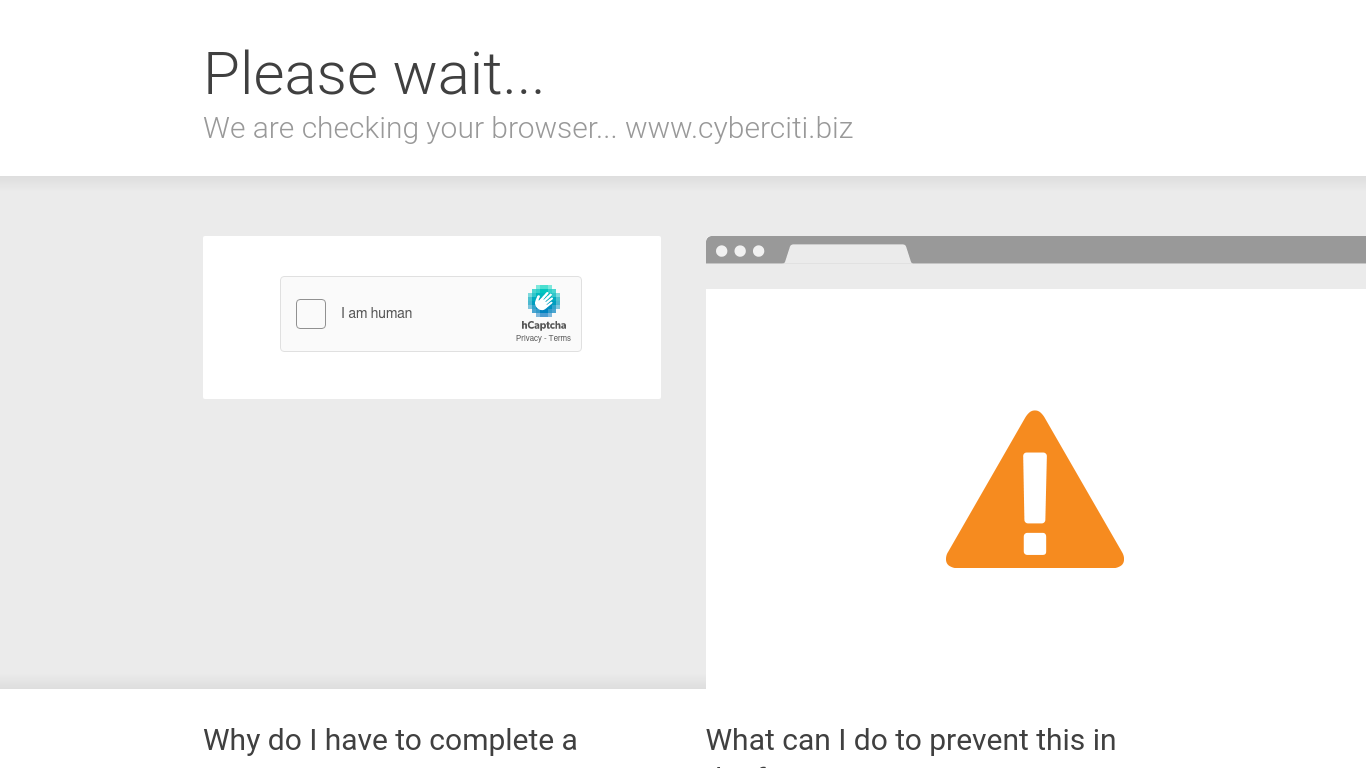 Please wait...
We are checking your browser... www.cyberciti.biz
I am human
hCaptcha
Privacy - Terms
Why do I have to complete a
What can I do to prevent this in